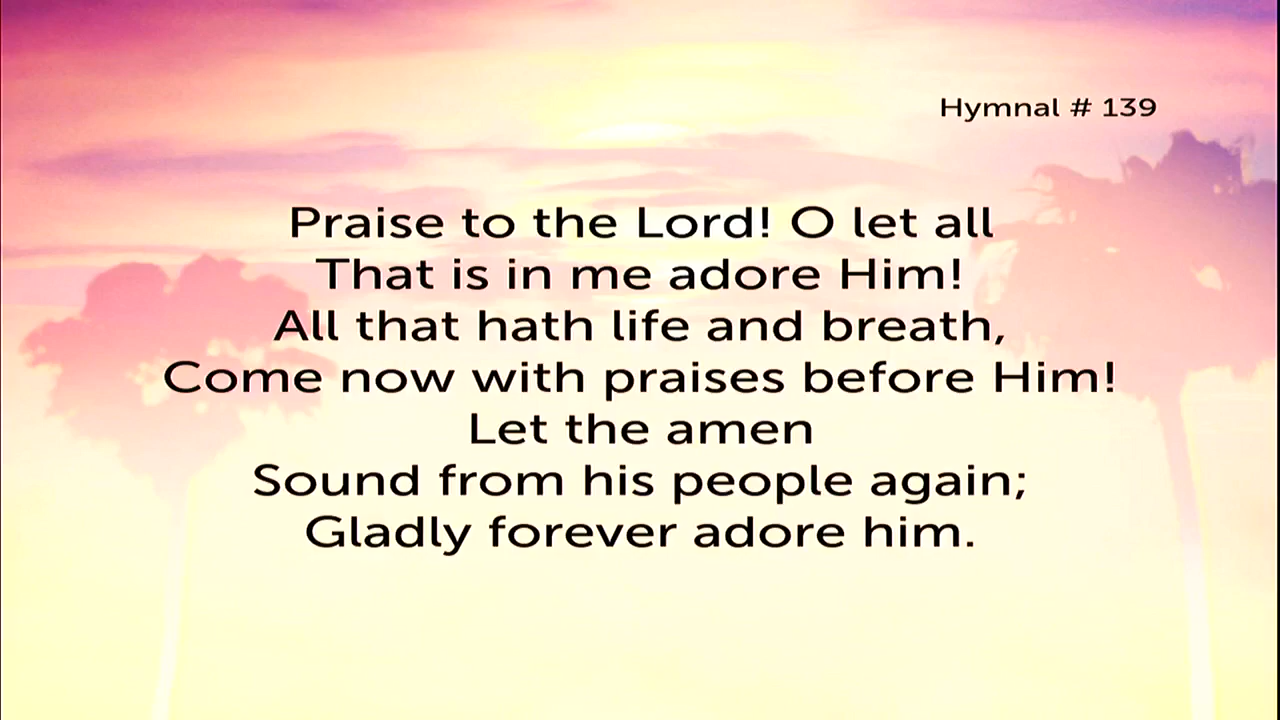 Hymnal # 139
Praise to the Lord! O let all
That is in me adore Him!
All that hath life and breath,
Come now with praises before Him!
Let the amen
Sound from his people again;
Gladly forever adore him.